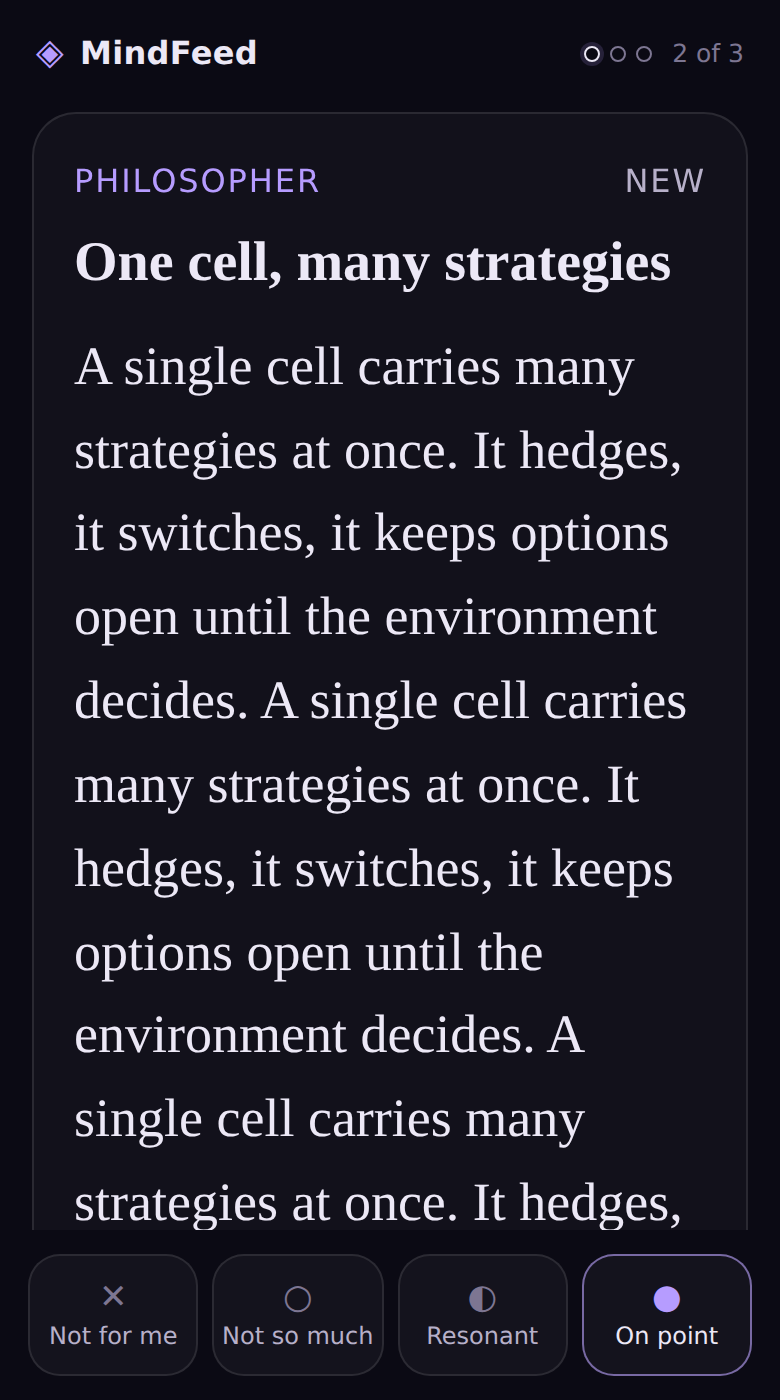 MindFeed
2 of 3
PHILOSOPHER
NEW
One cell, many strategies
A single cell carries many
strategies at once. It hedges,
it switches, it keeps options
open until the environment
decides. A single cell carries
many strategies at once. It
hedges, it switches, it keeps
options open until the
environment decides. A
single cell carries many
strategies at once. It hedges,
Not for me
Not so much
Resonant
On point